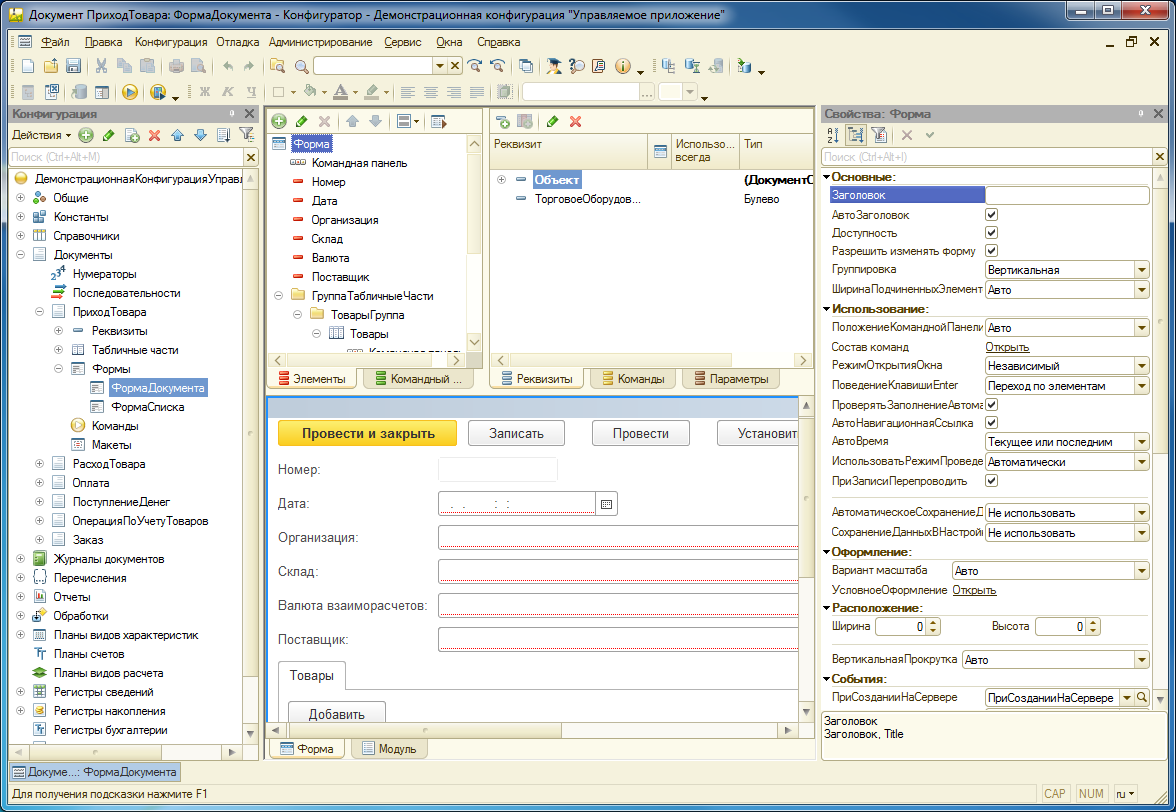 Документ ПриходТовара: ФормаДокумента - Конфигуратор - Демонстрационная конфигурация "Управляемое приложение"
Файл Правка Конфигурация Отладка Администрирование Сервис Окна Справка
Ж К Ч
Конфигурация
Действия
Поиск (Ctrl+Alt+M)
ДемонстрационнаяКонфигурацияУправл
Общие
Константы
Справочники
Документы
Нумераторы
Последовательности
ПриходТовара
Реквизиты
Табличные части
Формы
ФормаДокумента
ФормаСписка
Команды
Макеты
РасходТовара
Оплата
ПоступлениеДенег
ОперацияПоУчетуТоваров
Заказ
Журналы документов
Перечисления
Отчеты
Обработки
Планы видов характеристик
Планы счетов
Планы видов расчета
Регистры сведений
Регистры накопления
Регистры бухгалтерии
Форма
Командная панель
Номер
Дата
Организация
Склад
Валюта
Поставщик
ГруппаТабличныеЧасти
ТоварыГруппа
Товары
Элементы Командный ...
Реквизит Использо... всегда Тип
Объект (ДокументС
ТорговоеОборудов... Булево
Реквизиты Команды Параметры
Провести и закрыть Записать Провести Установит
Номер:
Дата: . . : :
Организация:
Склад:
Валюта взаиморасчетов:
Поставщик:
Товары
Добавить
Форма Модуль
Свойства: Форма
Поиск (Ctrl+Alt+I)
Основные:
Заголовок
АвтоЗаголовок
Доступность
Разрешить изменять форму
Группировка Вертикальная
ШиринаПодчиненныхЭлемент Авто
Использование:
ПоложениеКоманднойПанели Авто
Состав команд Открыть
РежимОткрытияОкна Независимый
ПоведениеКлавишиEnter Переход по элементам
ПроверятьЗаполнениеАвтома
АвтоНавигационнаяСсылка
АвтоВремя Текущее или последним
ИспользоватьРежимПроведе Автоматически
ПриЗаписиПерепроводить
АвтоматическоеСохранениеД Не использовать
СохранениеДанныхВНастрой Не использовать
Оформление:
Вариант масштаба Авто
УсловноеОформление Открыть
Расположение:
Ширина 0 Высота 0
ВертикальнаяПрокрутка Авто
События:
ПриСозданииНаСервере ПриСозданииНаСервере
Заголовок
Заголовок, Title
Докуме...: ФормаДокумента
Для получения подсказки нажмите F1 CAP NUM ru